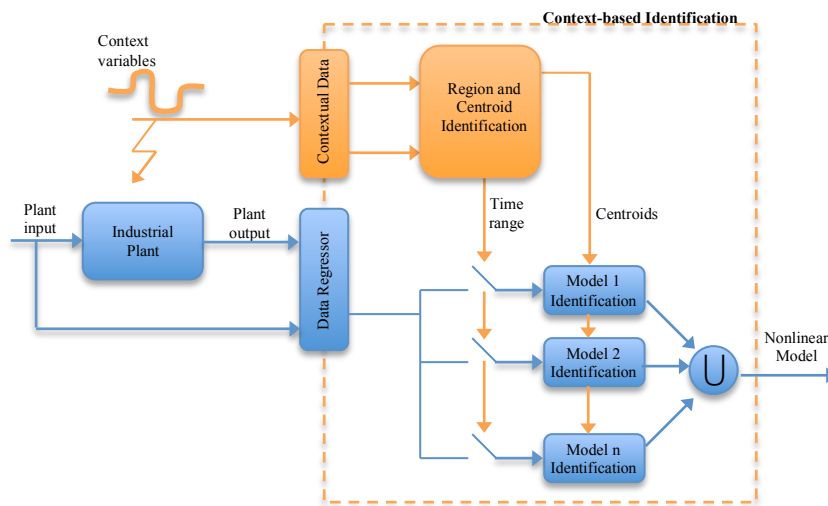 Context-based Identification
Context
variables
Contextual Data
Region and
Centroid
Identification
Plant
input
Plant
output
Industrial
Plant
Data Regressor
Time
range
Centroids
Model 1
Identification
Model 2
Identification
Model n
Identification
U
Nonlinear
Model